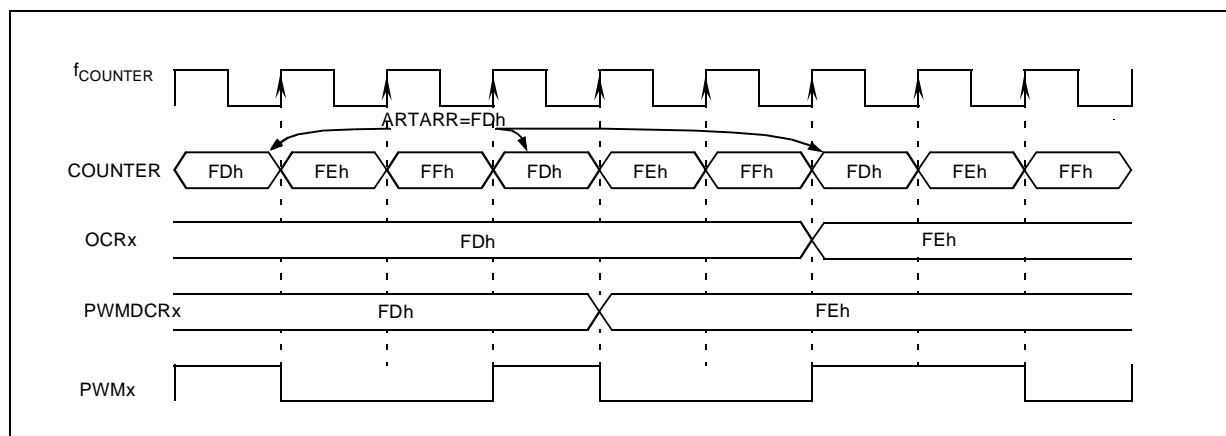 fCOUNTER
ARTARR=FDh
COUNTER FDh FEh FFh FDh FEh FFh FDh FEh FFh
OCRx FDh FEh
PWMDCRx FDh FEh
PWMx